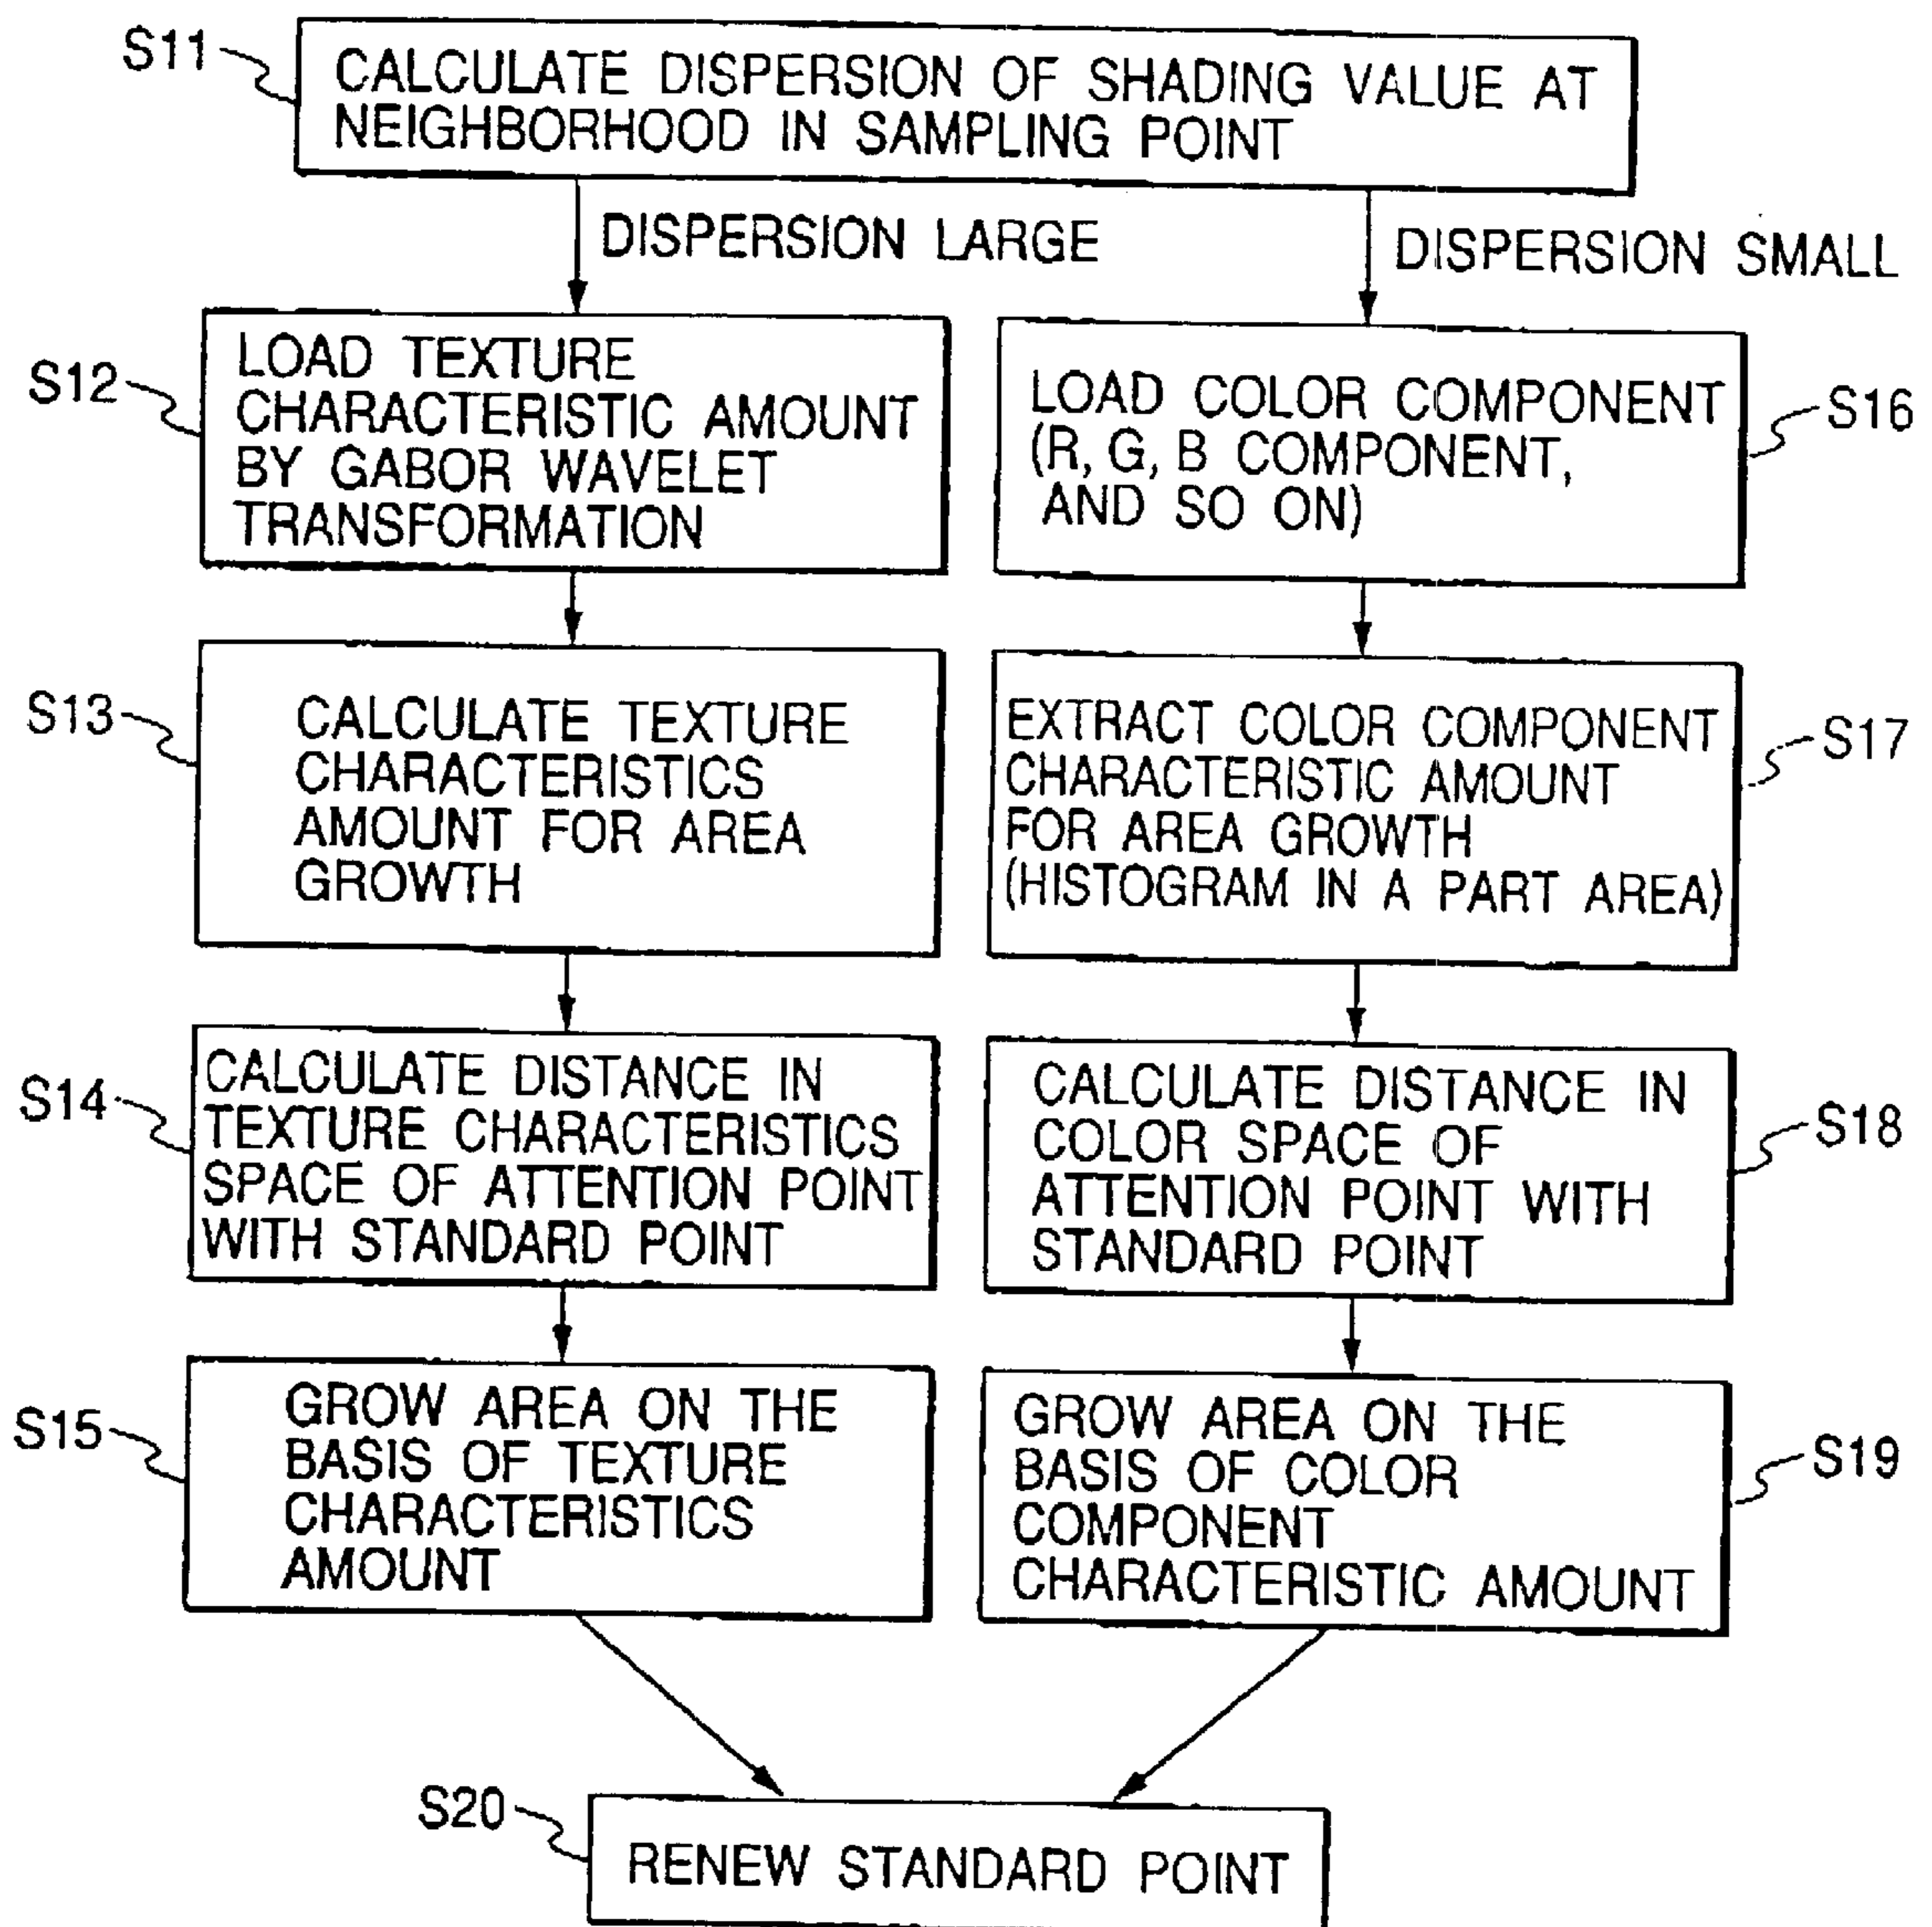 S11
CALCULATE DISPERSION OF SHADING VALUE AT
NEIGHBORHOOD IN SAMPLING POINT
DISPERSION LARGE
DISPERSION SMALL
S12
LOAD TEXTURE
CHARACTERISTIC AMOUNT
BY GABOR WAVELET
TRANSFORMATION
LOAD COLOR COMPONENT
(R, G, B COMPONENT,
AND SO ON)
S16
S13
CALCULATE TEXTURE
CHARACTERISTICS
AMOUNT FOR AREA
GROWTH
EXTRACT COLOR COMPONENT
CHARACTERISTIC AMOUNT
FOR AREA GROWTH
(HISTOGRAM IN A PART AREA)
S17
S14
CALCULATE DISTANCE IN
TEXTURE CHARACTERISTICS
SPACE OF ATTENTION POINT
WITH STANDARD POINT
CALCULATE DISTANCE IN
COLOR SPACE OF
ATTENTION POINT WITH
STANDARD POINT
S18
S15
GROW AREA ON THE
BASIS OF TEXTURE
CHARACTERISTICS
AMOUNT
GROW AREA ON THE
BASIS OF COLOR
COMPONENT
CHARACTERISTIC AMOUNT
S19
S20
RENEW STANDARD POINT